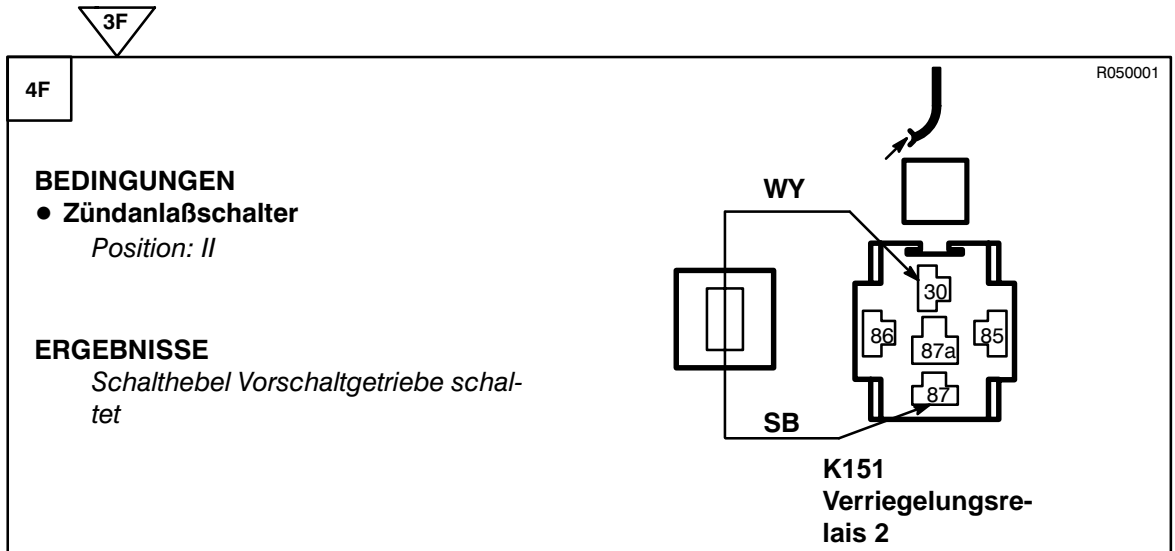 3F
4F
R050001
BEDINGUNGEN
● Zündanlaßschalter
Position: II
ERGEBNISSE
Schalthebel Vorschaltgetriebe schal-
tet
WY
SB
30
86
87a
85
87
K151
Verriegelungsre-
lais 2